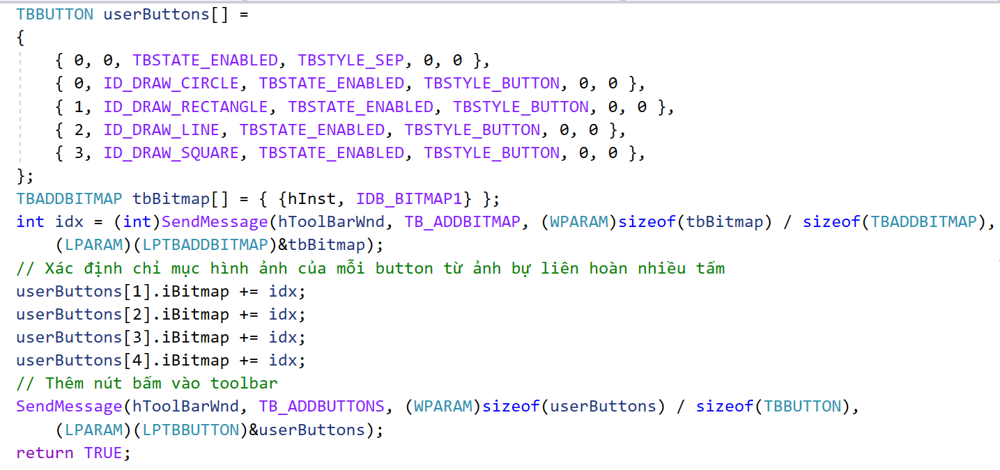 TBBUTTON userButtons[] =
{
    { 0, 0, TBSTATE_ENABLED, TBSTYLE_SEP, 0, 0 },
    { 0, ID_DRAW_CIRCLE, TBSTATE_ENABLED, TBSTYLE_BUTTON, 0, 0 },
    { 1, ID_DRAW_RECTANGLE, TBSTATE_ENABLED, TBSTYLE_BUTTON, 0, 0 },
    { 2, ID_DRAW_LINE, TBSTATE_ENABLED, TBSTYLE_BUTTON, 0, 0 },
    { 3, ID_DRAW_SQUARE, TBSTATE_ENABLED, TBSTYLE_BUTTON, 0, 0 },
};
TBADDBITMAP tbBitmap[] = { {hInst, IDB_BITMAP1} };
int idx = (int)SendMessage(hToolBarWnd, TB_ADDBITMAP, (WPARAM)sizeof(tbBitmap) / sizeof(TBADDBITMAP),
    (LPARAM)(LPTBADDBITMAP)&tbBitmap);
// Xác định chỉ mục hình ảnh của mỗi button từ ảnh bự liên hoàn nhiều tấm
userButtons[1].iBitmap += idx;
userButtons[2].iBitmap += idx;
userButtons[3].iBitmap += idx;
userButtons[4].iBitmap += idx;
// Thêm nút bấm vào toolbar
SendMessage(hToolBarWnd, TB_ADDBUTTONS, (WPARAM)sizeof(userButtons) / sizeof(TBBUTTON),
    (LPARAM)(LPTBBUTTON)&userButtons);
return TRUE;